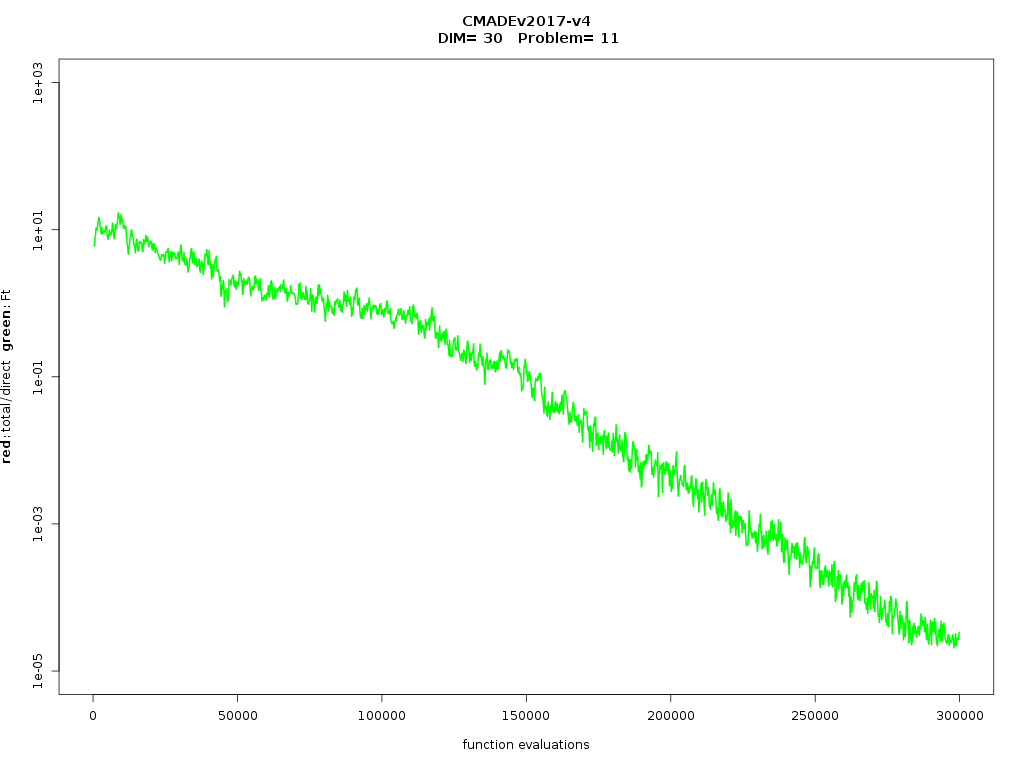 CMADEv2017-v4
DIM= 30 Problem= 11
1e+03
1e+01
1e-01
1e-03
1e-05
red: total/direct green: Ft
0 50000 100000 150000 200000 250000 300000
function evaluations